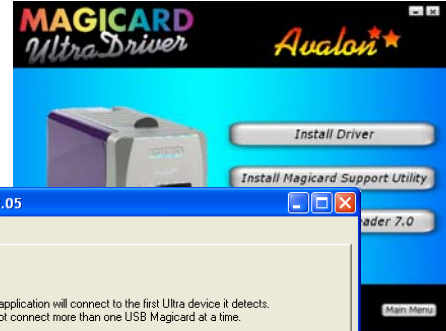 MAGICARD
UltraDriver
Avalon
Install Driver
Install Magicard Support Utility
ader 7.0
.05
application will connect to the first Ultra device it detects.
ot connect more than one USB Magicard at a time.
Main Menu